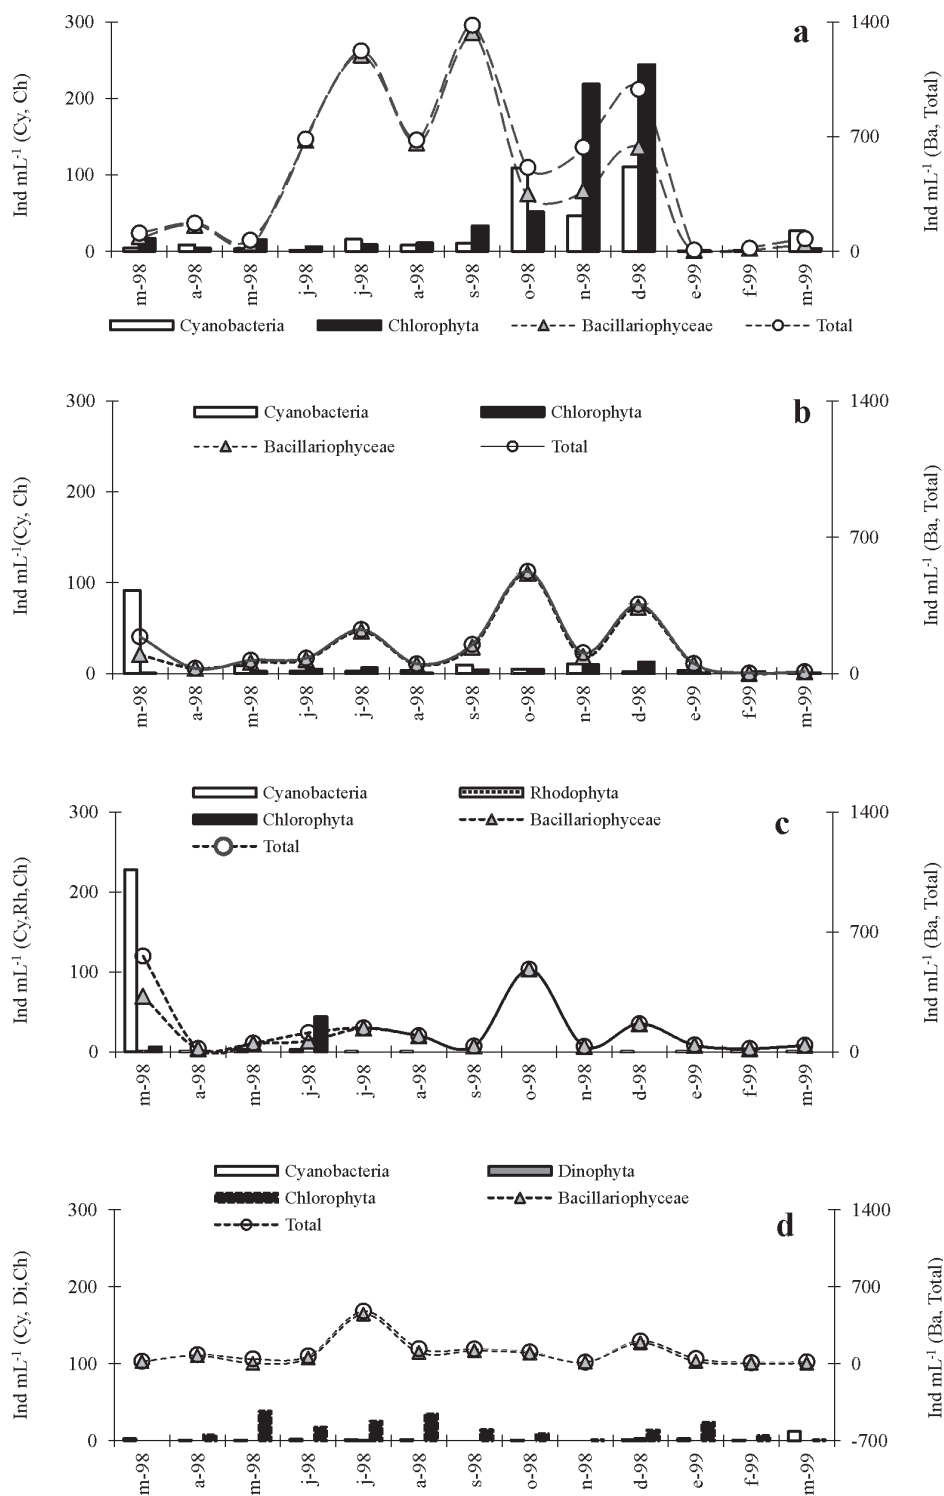 a
300
200
100
0
1400
700
0
Ind mL-1 (Cy, Ch)
Ind mL-1 (Ba, Total)
m-98 a-98 m-98 j-98 j-98 a-98 s-98 o-98 n-98 d-98 e-99 f-99 m-99
Cyanobacteria Chlorophyta Bacillariophyceae Total
b
Cyanobacteria Chlorophyta
Bacillariophyceae Total
300
200
100
0
1400
700
0
Ind mL-1(Cy, Ch)
Ind mL-1 (Ba, Total)
m-98 a-98 m-98 j-98 j-98 a-98 s-98 o-98 n-98 d-98 e-99 f-99 m-99
Cyanobacteria Rhodophyta
Chlorophyta Bacillariophyceae
Total
c
300
200
100
0
1400
700
0
Ind mL-1 (Cy,Rh,Ch)
Ind mL-1 (Ba, Total)
m-98 a-98 m-98 j-98 j-98 a-98 s-98 o-98 n-98 d-98 e-99 f-99 m-99
Cyanobacteria Dinophyta
Chlorophyta Bacillariophyceae
Total
d
300
200
100
0
1400
700
0
-700
Ind mL-1 (Cy, Di,Ch)
Ind mL-1 (Ba, Total)
m-98 a-98 m-98 j-98 j-98 a-98 s-98 o-98 n-98 d-98 e-99 f-99 m-99